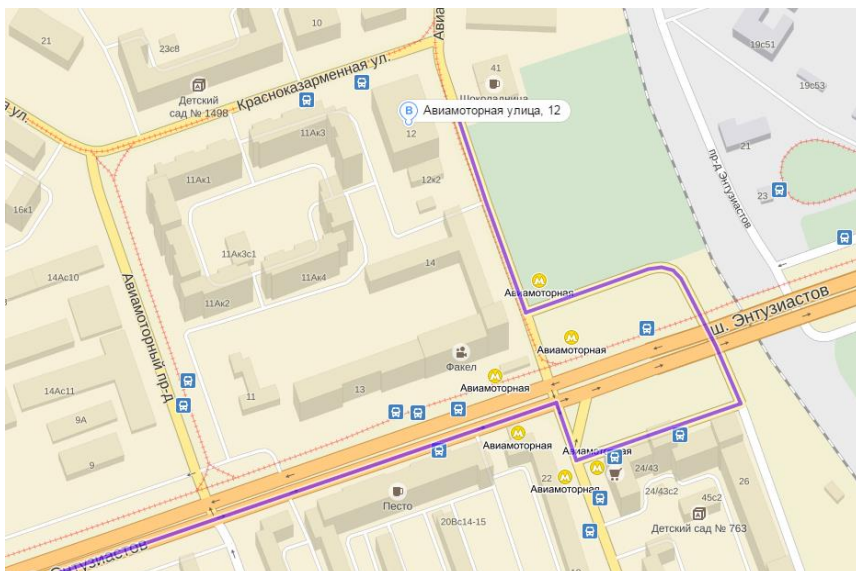 21
23с8
10
Авиа
19с51
Красноказарменная ул.
41
Шоколадница
19с53
Детский
сад № 1498
B Авиамоторная улица, 12
ул.
11Ак3
12
21
пр-д Энтузиастов
11Ак1
12к2
23
16к1
11Ак3с1
14Ас10
14
11Ак4
M
Авиамоторная
11Ак2
Авиамоторный пр-д
ш. Энтузиастов
M
Авиамоторная
Факел
M
Авиамоторная
14Ас11
11
13
9А
M
Авиамоторная
Авиамоторная
M
9
22
M
Авиамоторная
24/43
26
Песто
24/43с2
45с2
20Вс14-15
Детский сад № 763
Энтузиастов